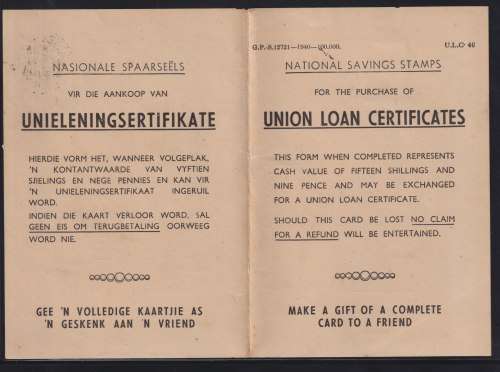 NASIONALE SPAARSEËLS
VIR DIE AANKOOP VAN
UNIELENINGSERTIFIKATE
HIERDIE VORM HET, WANNEER VOLGEPLAK,
'N KONTANTWAARDE VAN VYFTIEN
SJIELINGS EN NEGE PENNIES EN KAN VIR
'N UNIELENINGSERTIFIKAAT INGERUIL
WORD.
INDIEN DIE KAART VERLOOR WORD, SAL
GEEN EIS OM TERUGBETALING OORWEEG
WORD NIE.
GEE 'N VOLLEDIGE KAARTJIE AS
'N GESKENK AAN 'N VRIEND
G.P.-S.12721—1940—100,000. U.L.C 46
NATIONAL SAVINGS STAMPS
FOR THE PURCHASE OF
UNION LOAN CERTIFICATES
THIS FORM WHEN COMPLETED REPRESENTS
CASH VALUE OF FIFTEEN SHILLINGS AND
NINE PENCE AND MAY BE EXCHANGED
FOR A UNION LOAN CERTIFICATE.
SHOULD THIS CARD BE LOST NO CLAIM
FOR A REFUND WILL BE ENTERTAINED.
MAKE A GIFT OF A COMPLETE
CARD TO A FRIEND